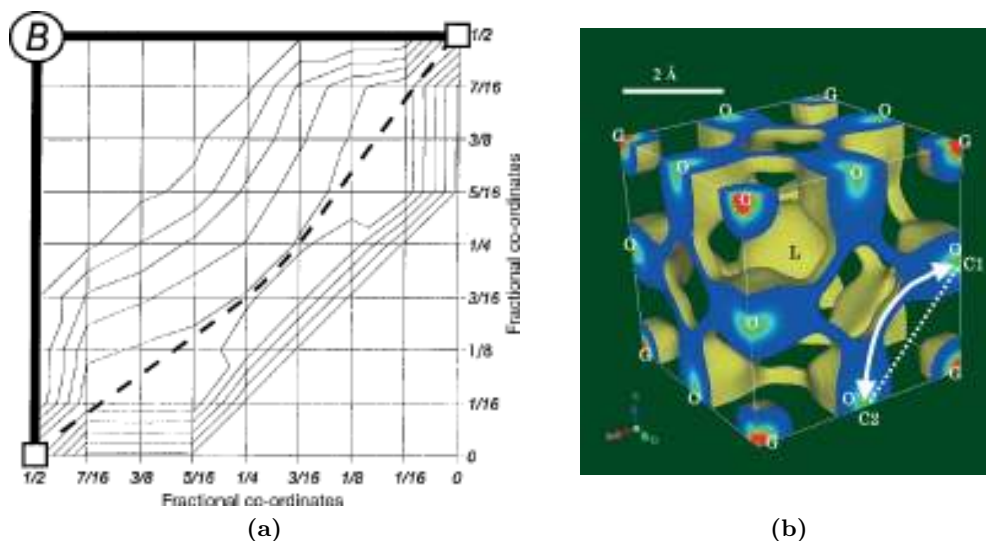 B
1/2
7/16
3/8
5/16
1/4
3/16
1/8
1/16
0
Fractional co-ordinates
1/2 7/16 3/8 5/16 1/4 3/16 1/8 1/16 0
Fractional co-ordinates
(a)
2 Å
G
O O
G G
O O
O
G
L
O O
C1
O
G G
O O
C2
G
(b)